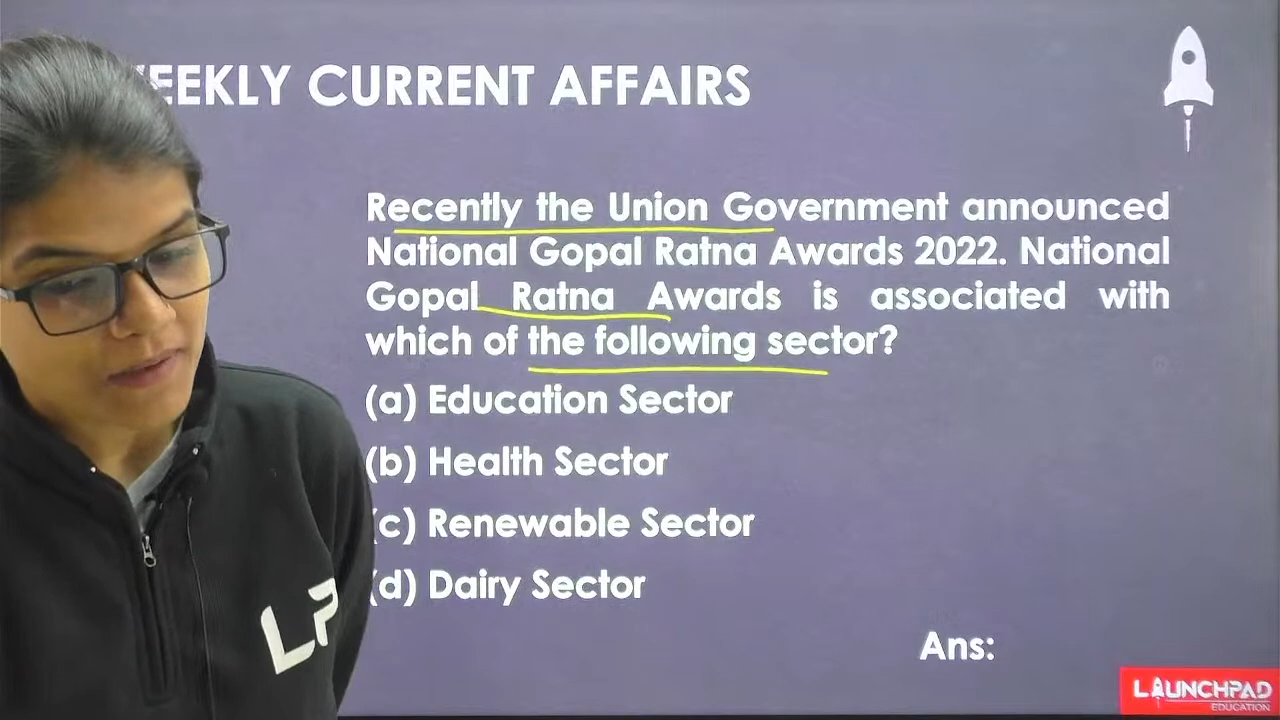 EEKLY CURRENT AFFAIRS
Recently the Union Government announced
National Gopal Ratna Awards 2022. National
Gopal Ratna Awards is associated with
which of the following sector?
(a) Education Sector
(b) Health Sector
(c) Renewable Sector
(d) Dairy Sector
Ans:
LP
LAUNCHPAD
EDUCATION